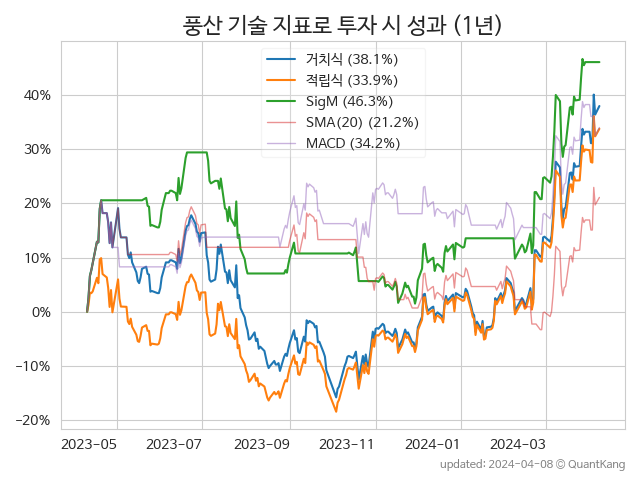 풍산 기술 지표로 투자 시 성과 (1년)
거치식 (38.1%)
적립식 (33.9%)
SigM (46.3%)
SMA(20) (21.2%)
MACD (34.2%)
40%
30%
20%
10%
0%
−10%
−20%
2023-05 2023-07 2023-09 2023-11 2024-01 2024-03
updated: 2024-04-08 © QuantKang